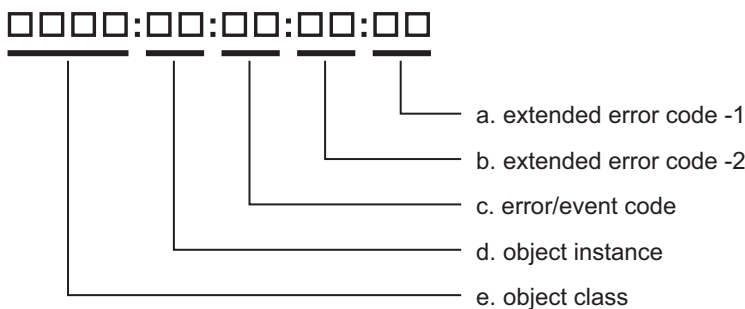 □□□□:□□:□□:□□:□□
a. extended error code -1
b. extended error code -2
c. error/event code
d. object instance
e. object class